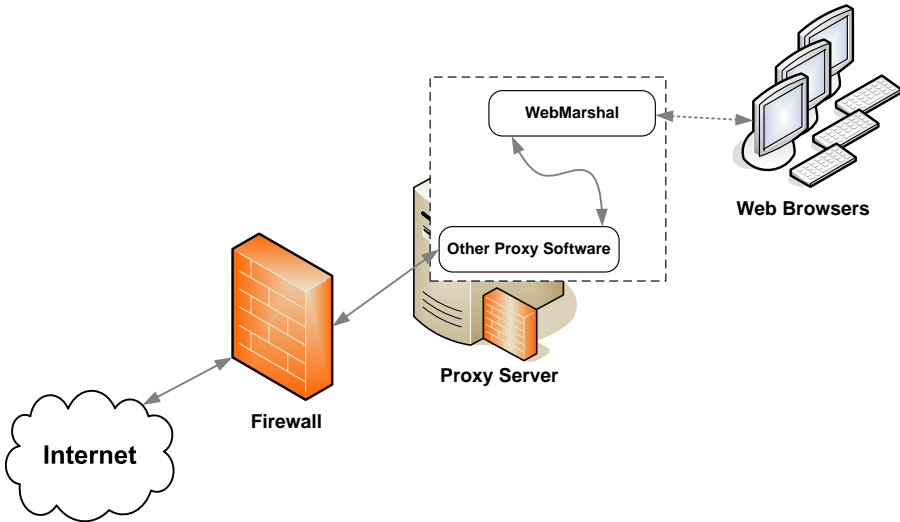 WebMarshal
Web Browsers
Other Proxy Software
Proxy Server
Firewall
Internet